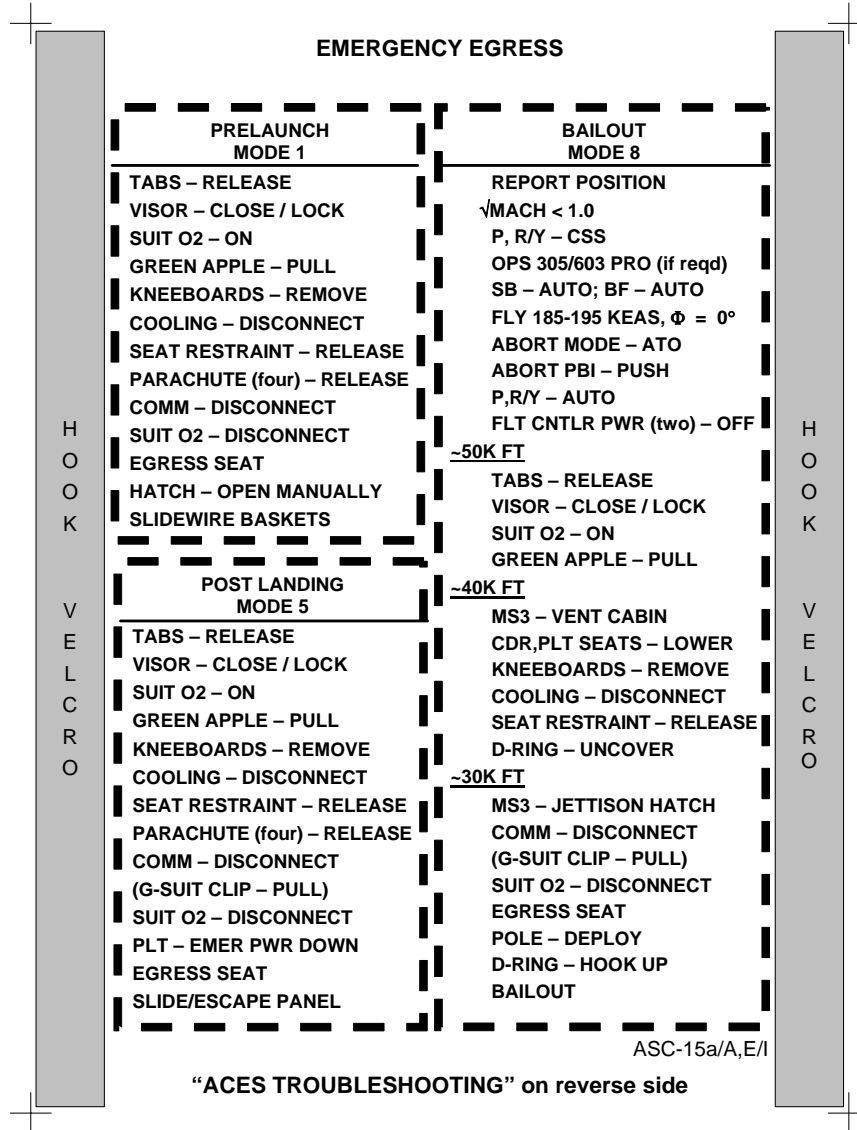 EMERGENCY EGRESS
PRELAUNCH
MODE 1
TABS – RELEASE
VISOR – CLOSE / LOCK
SUIT O2 – ON
GREEN APPLE – PULL
KNEEBOARDS – REMOVE
COOLING – DISCONNECT
SEAT RESTRAINT – RELEASE
PARACHUTE (four) – RELEASE
COMM – DISCONNECT
SUIT O2 – DISCONNECT
EGRESS SEAT
HATCH – OPEN MANUALLY
SLIDEWIRE BASKETS
POST LANDING
MODE 5
TABS – RELEASE
VISOR – CLOSE / LOCK
SUIT O2 – ON
GREEN APPLE – PULL
KNEEBOARDS – REMOVE
COOLING – DISCONNECT
SEAT RESTRAINT – RELEASE
PARACHUTE (four) – RELEASE
COMM – DISCONNECT
(G-SUIT CLIP – PULL)
SUIT O2 – DISCONNECT
PLT – EMER PWR DOWN
EGRESS SEAT
SLIDE/ESCAPE PANEL
BAILOUT
MODE 8
REPORT POSITION
√MACH < 1.0
P, R/Y – CSS
OPS 305/603 PRO (if reqd)
SB – AUTO; BF – AUTO
FLY 185-195 KEAS, Φ = 0°
ABORT MODE – ATO
ABORT PBI – PUSH
P,R/Y – AUTO
FLT CNTLR PWR (two) – OFF
~50K FT
TABS – RELEASE
VISOR – CLOSE / LOCK
SUIT O2 – ON
GREEN APPLE – PULL
~40K FT
MS3 – VENT CABIN
CDR,PLT SEATS – LOWER
KNEEBOARDS – REMOVE
COOLING – DISCONNECT
SEAT RESTRAINT – RELEASE
D-RING – UNCOVER
~30K FT
MS3 – JETTISON HATCH
COMM – DISCONNECT
(G-SUIT CLIP – PULL)
SUIT O2 – DISCONNECT
EGRESS SEAT
POLE – DEPLOY
D-RING – HOOK UP
BAILOUT
HOOK VELCRO
HOOK VELCRO
ASC-15a/A,E/I
“ACES TROUBLESHOOTING” on reverse side